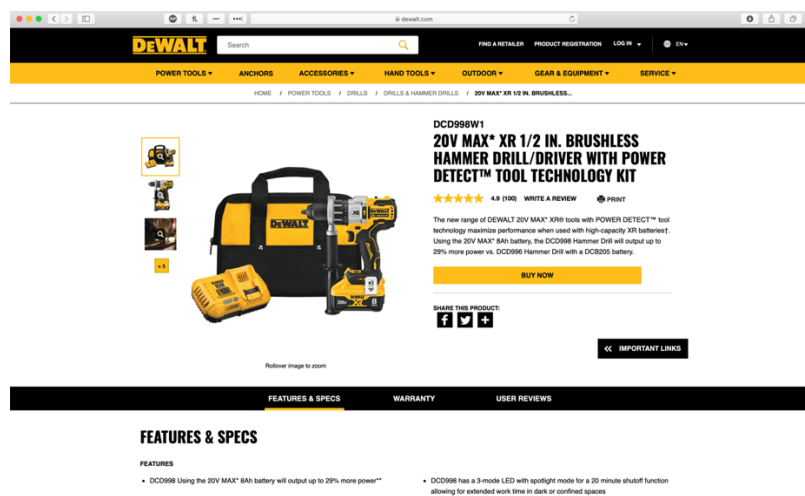 dewalt.com
DEWALT
Search
FIND A RETAILER PRODUCT REGISTRATION LOG IN EN
POWER TOOLS ANCHORS ACCESSORIES HAND TOOLS OUTDOOR GEAR & EQUIPMENT SERVICE
HOME / POWER TOOLS / DRILLS / DRILLS & HAMMER DRILLS / 20V MAX* XR 1/2 IN. BRUSHLESS...
DCD998W1
20V MAX* XR 1/2 IN. BRUSHLESS
HAMMER DRILL/DRIVER WITH POWER
DETECT™ TOOL TECHNOLOGY KIT
4.9 (100) WRITE A REVIEW PRINT
The new range of DEWALT 20V MAX* XR® tools with POWER DETECT™ tool
technology maximize performance when used with high-capacity XR batteries†.
Using the 20V MAX* 8Ah battery, the DCD998 Hammer Drill will output up to
29% more power vs. DCD996 Hammer Drill with a DCB205 battery.
BUY NOW
SHARE THIS PRODUCT:
IMPORTANT LINKS
DEWALT
DEWALT
XR
20V
XR
8
Rollover image to zoom
FEATURES & SPECS WARRANTY USER REVIEWS
FEATURES & SPECS
FEATURES
• DCD998 Using the 20V MAX* 8Ah battery will output up to 29% more power**
• DCD998 has a 3-mode LED with spotlight mode for a 20 minute shutoff function
allowing for extended work time in dark or confined spaces